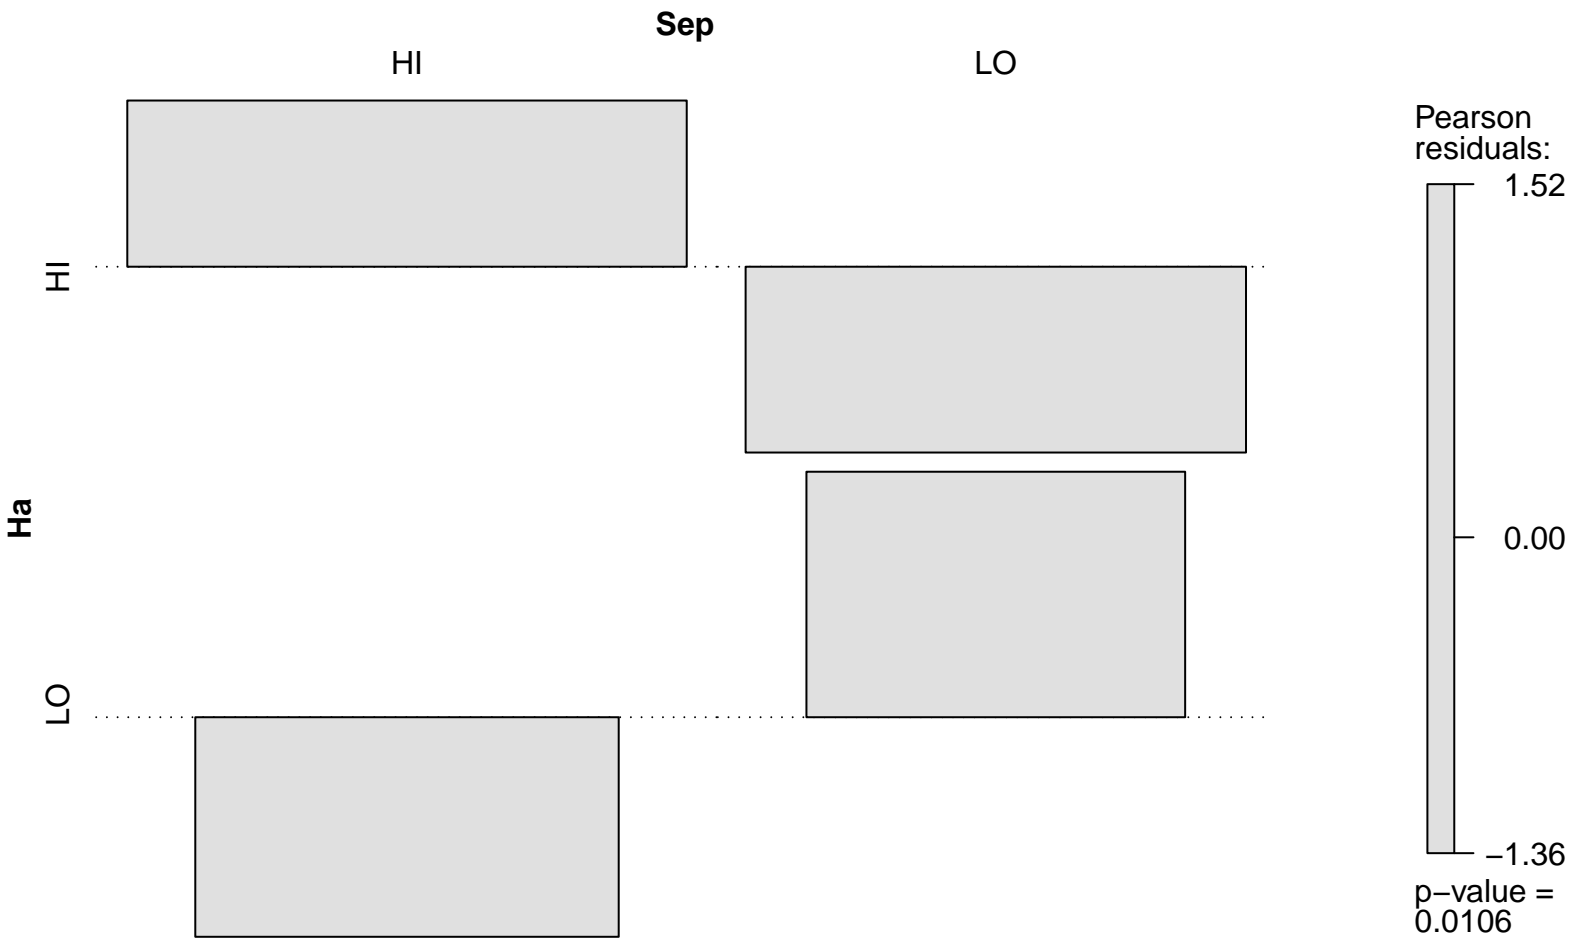 Sep
HI
LO
HI
Ha
LO
Pearson
residuals:
1.52
0.00
−1.36
p−value =
0.0106